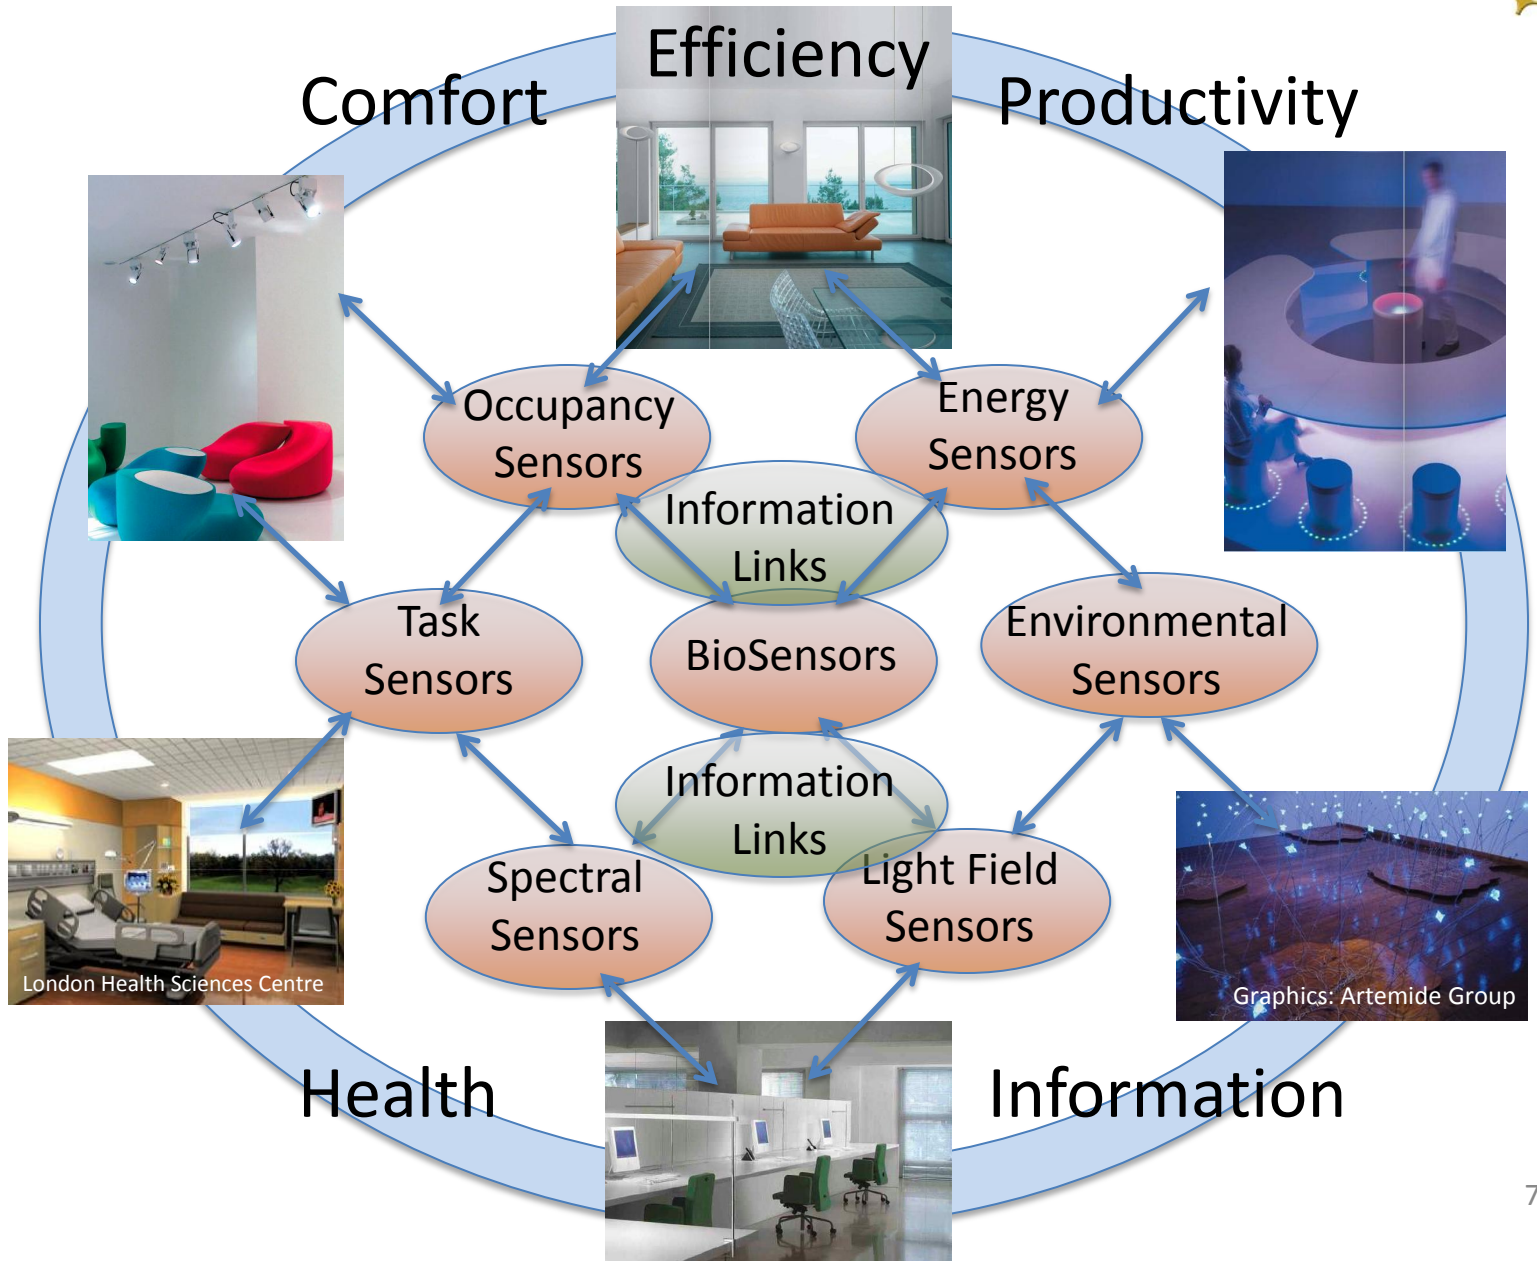 Efficiency
Comfort
Productivity
Occupancy
Sensors
Energy
Sensors
Information
Links
Task
Sensors
BioSensors
Environmental
Sensors
Information
Links
Spectral
Sensors
Light Field
Sensors
London Health Sciences Centre
Graphics: Artemide Group
Health
Information
7